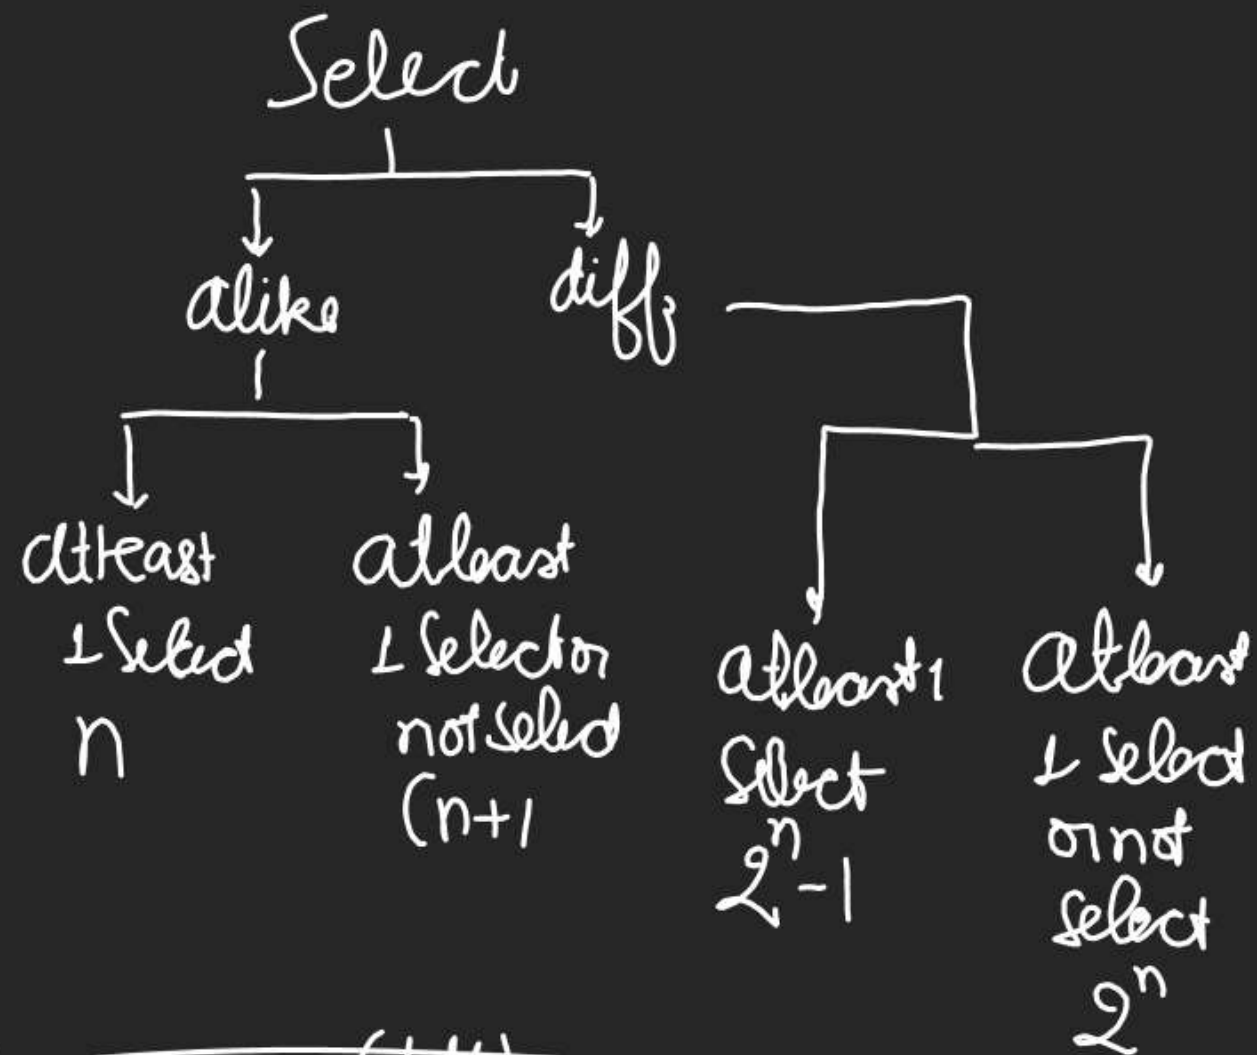 Select
alike
diff
atleast
1 Select
n
atleast
1 Select or
not select
(n+1
atleast 1
Select
2^n - 1
atleast
1 Select
or not
select
2^n